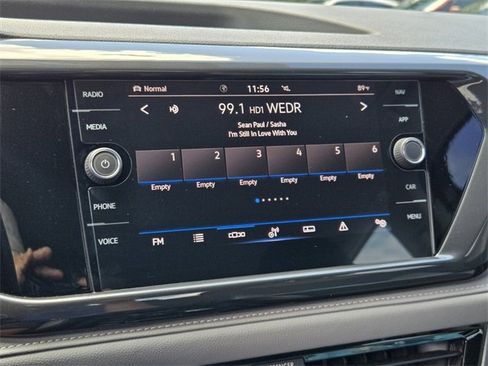 RADIO
MEDIA
PHONE
VOICE
Normal 11:56 89°F
99.1 HD1 WEDR
Sean Paul / Sasha
I'm Still In Love With You
1 2 3 4 5 6
Empty Empty Empty Empty Empty Empty
FM
NAV
APP
CAR
MENU